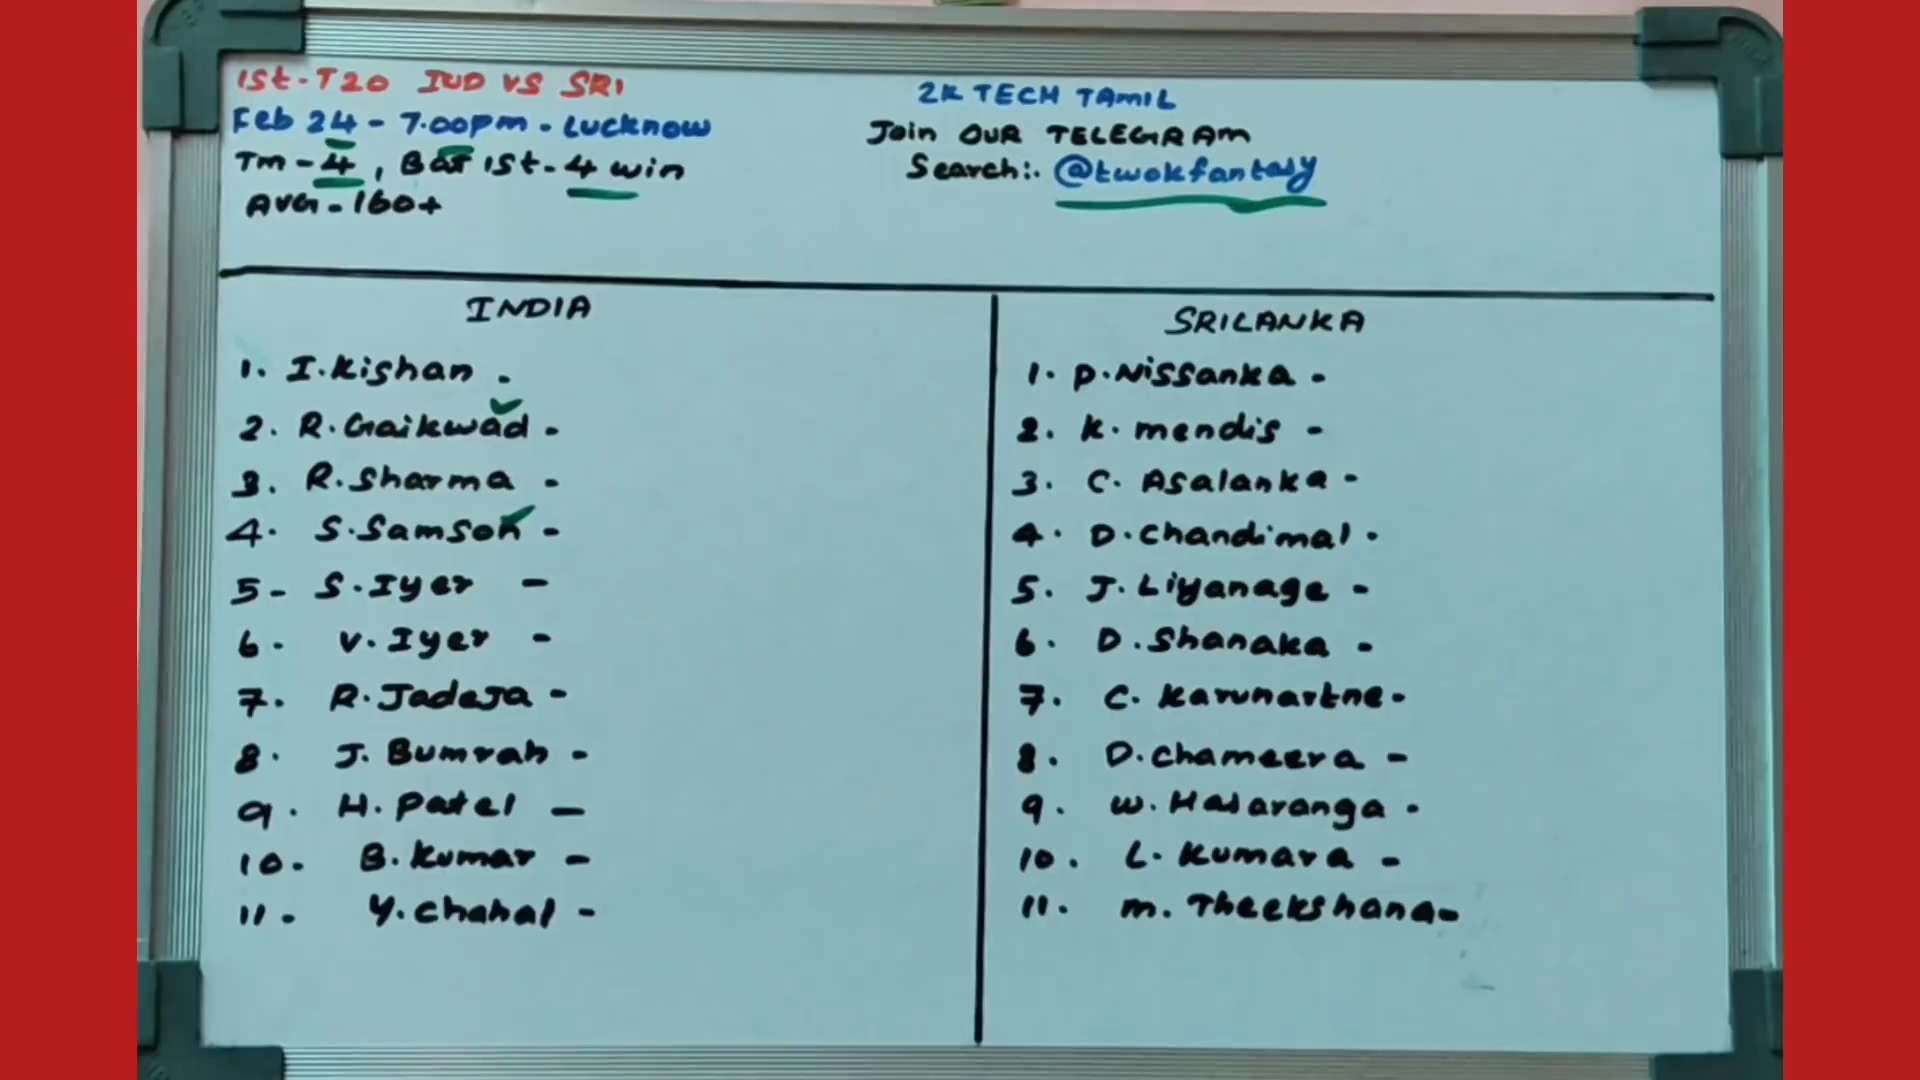 1St-T20 IND VS SRI
Feb 24 - 7.00pm - Lucknow
Tm - 4 , BAT 1St - 4 win
AVG - 160+
2K TECH TAMIL
Join OUR TELEGRAM
Search:. @twokfantasy
INDIA
1. I.Kishan -
2. R.Gaikwad -
3. R.Sharma -
4. S.Samson -
5- S.Iyer -
6- V.Iyer -
7. R.Jadeja -
8. J.Bumrah -
9. H.Patel -
10- B.Kumar -
11- Y.Chahal -
SRILANKA
1. P.Nissanka -
2. K.mendis -
3. C.Asalanka -
4. D.Chandimal -
5. J.Liyanage -
6. D.Shanaka -
7. C.Karunartne -
8. D.Chameera -
9. W.Hasaranga -
10. L.Kumara -
11. M.Theekshana -